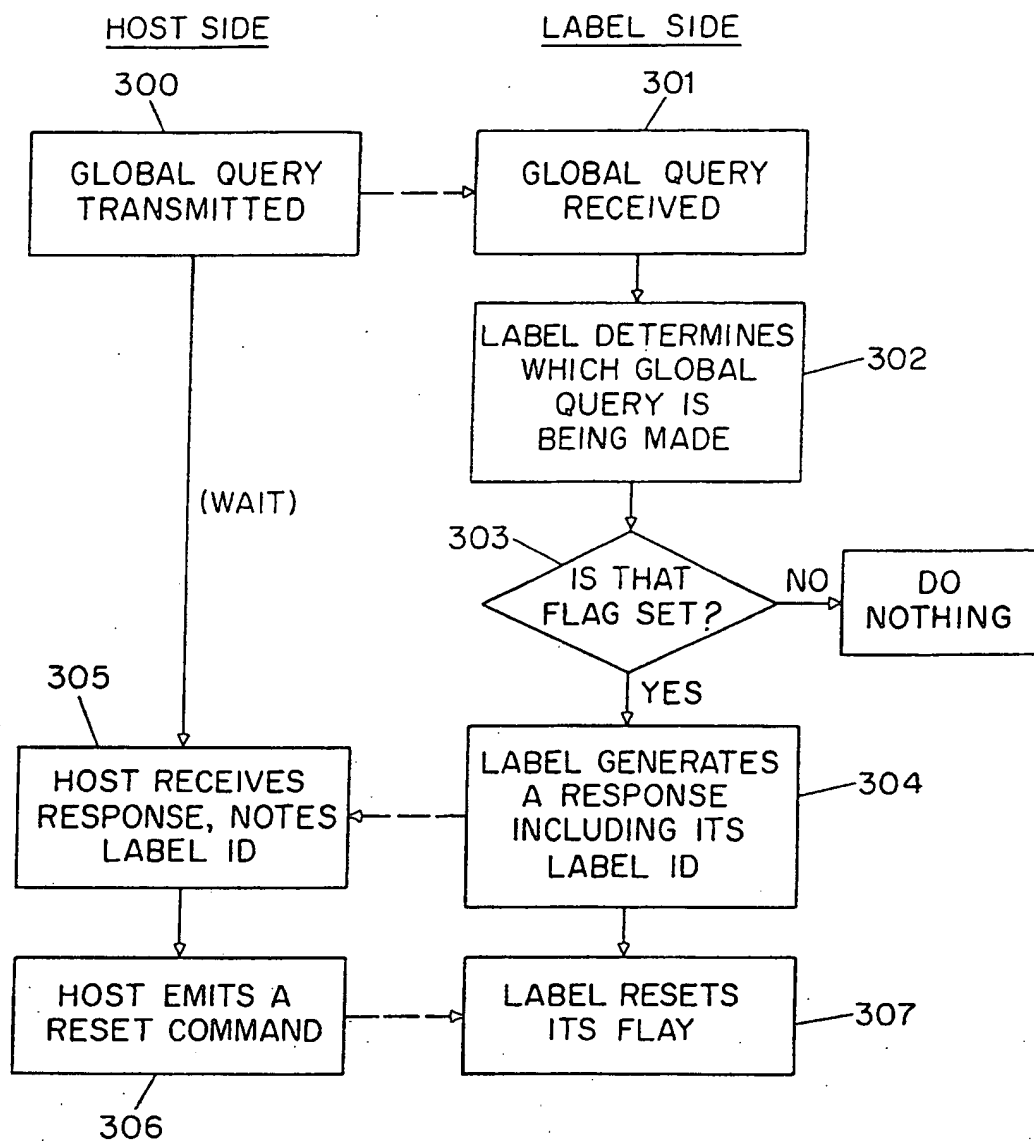 HOST SIDE
LABEL SIDE
300
301
GLOBAL QUERY
TRANSMITTED
GLOBAL QUERY
RECEIVED
LABEL DETERMINES
WHICH GLOBAL
QUERY IS
BEING MADE
302
(WAIT)
303
IS THAT
FLAG SET?
NO
DO
NOTHING
YES
305
HOST RECEIVES
RESPONSE, NOTES
LABEL ID
LABEL GENERATES
A RESPONSE
INCLUDING ITS
LABEL ID
304
HOST EMITS A
RESET COMMAND
LABEL RESETS
ITS FLAY
307
306